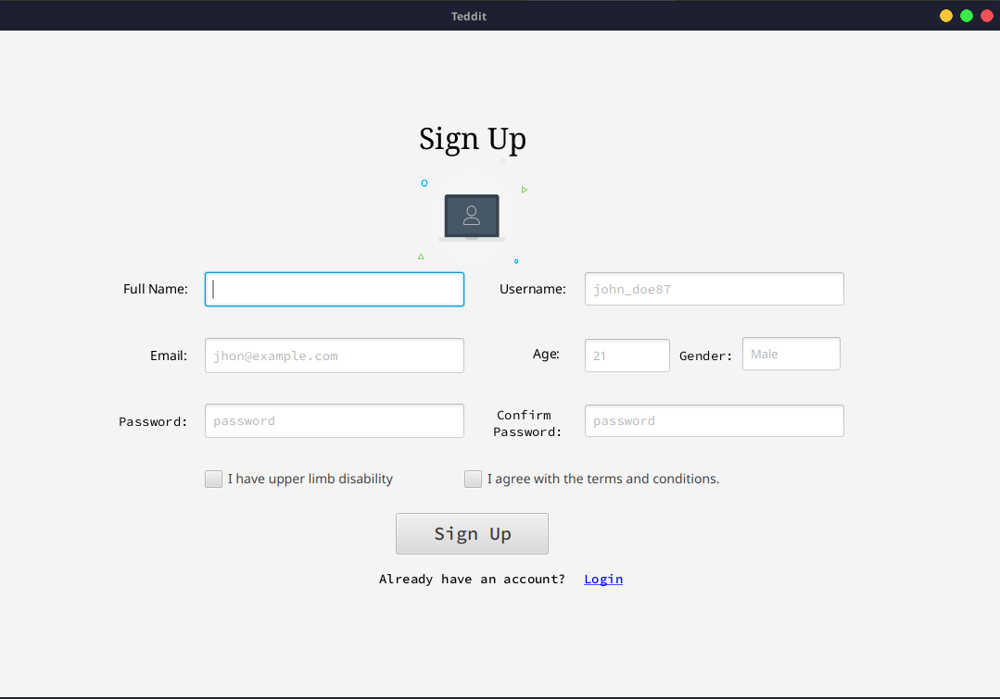 Teddit
Sign Up
Full Name:
Username: john_doe87
Email: jhon@example.com
Age: 21 Gender: Male
Password: password
Confirm
Password: password
I have upper limb disability
I agree with the terms and conditions.
Sign Up
Already have an account? Login